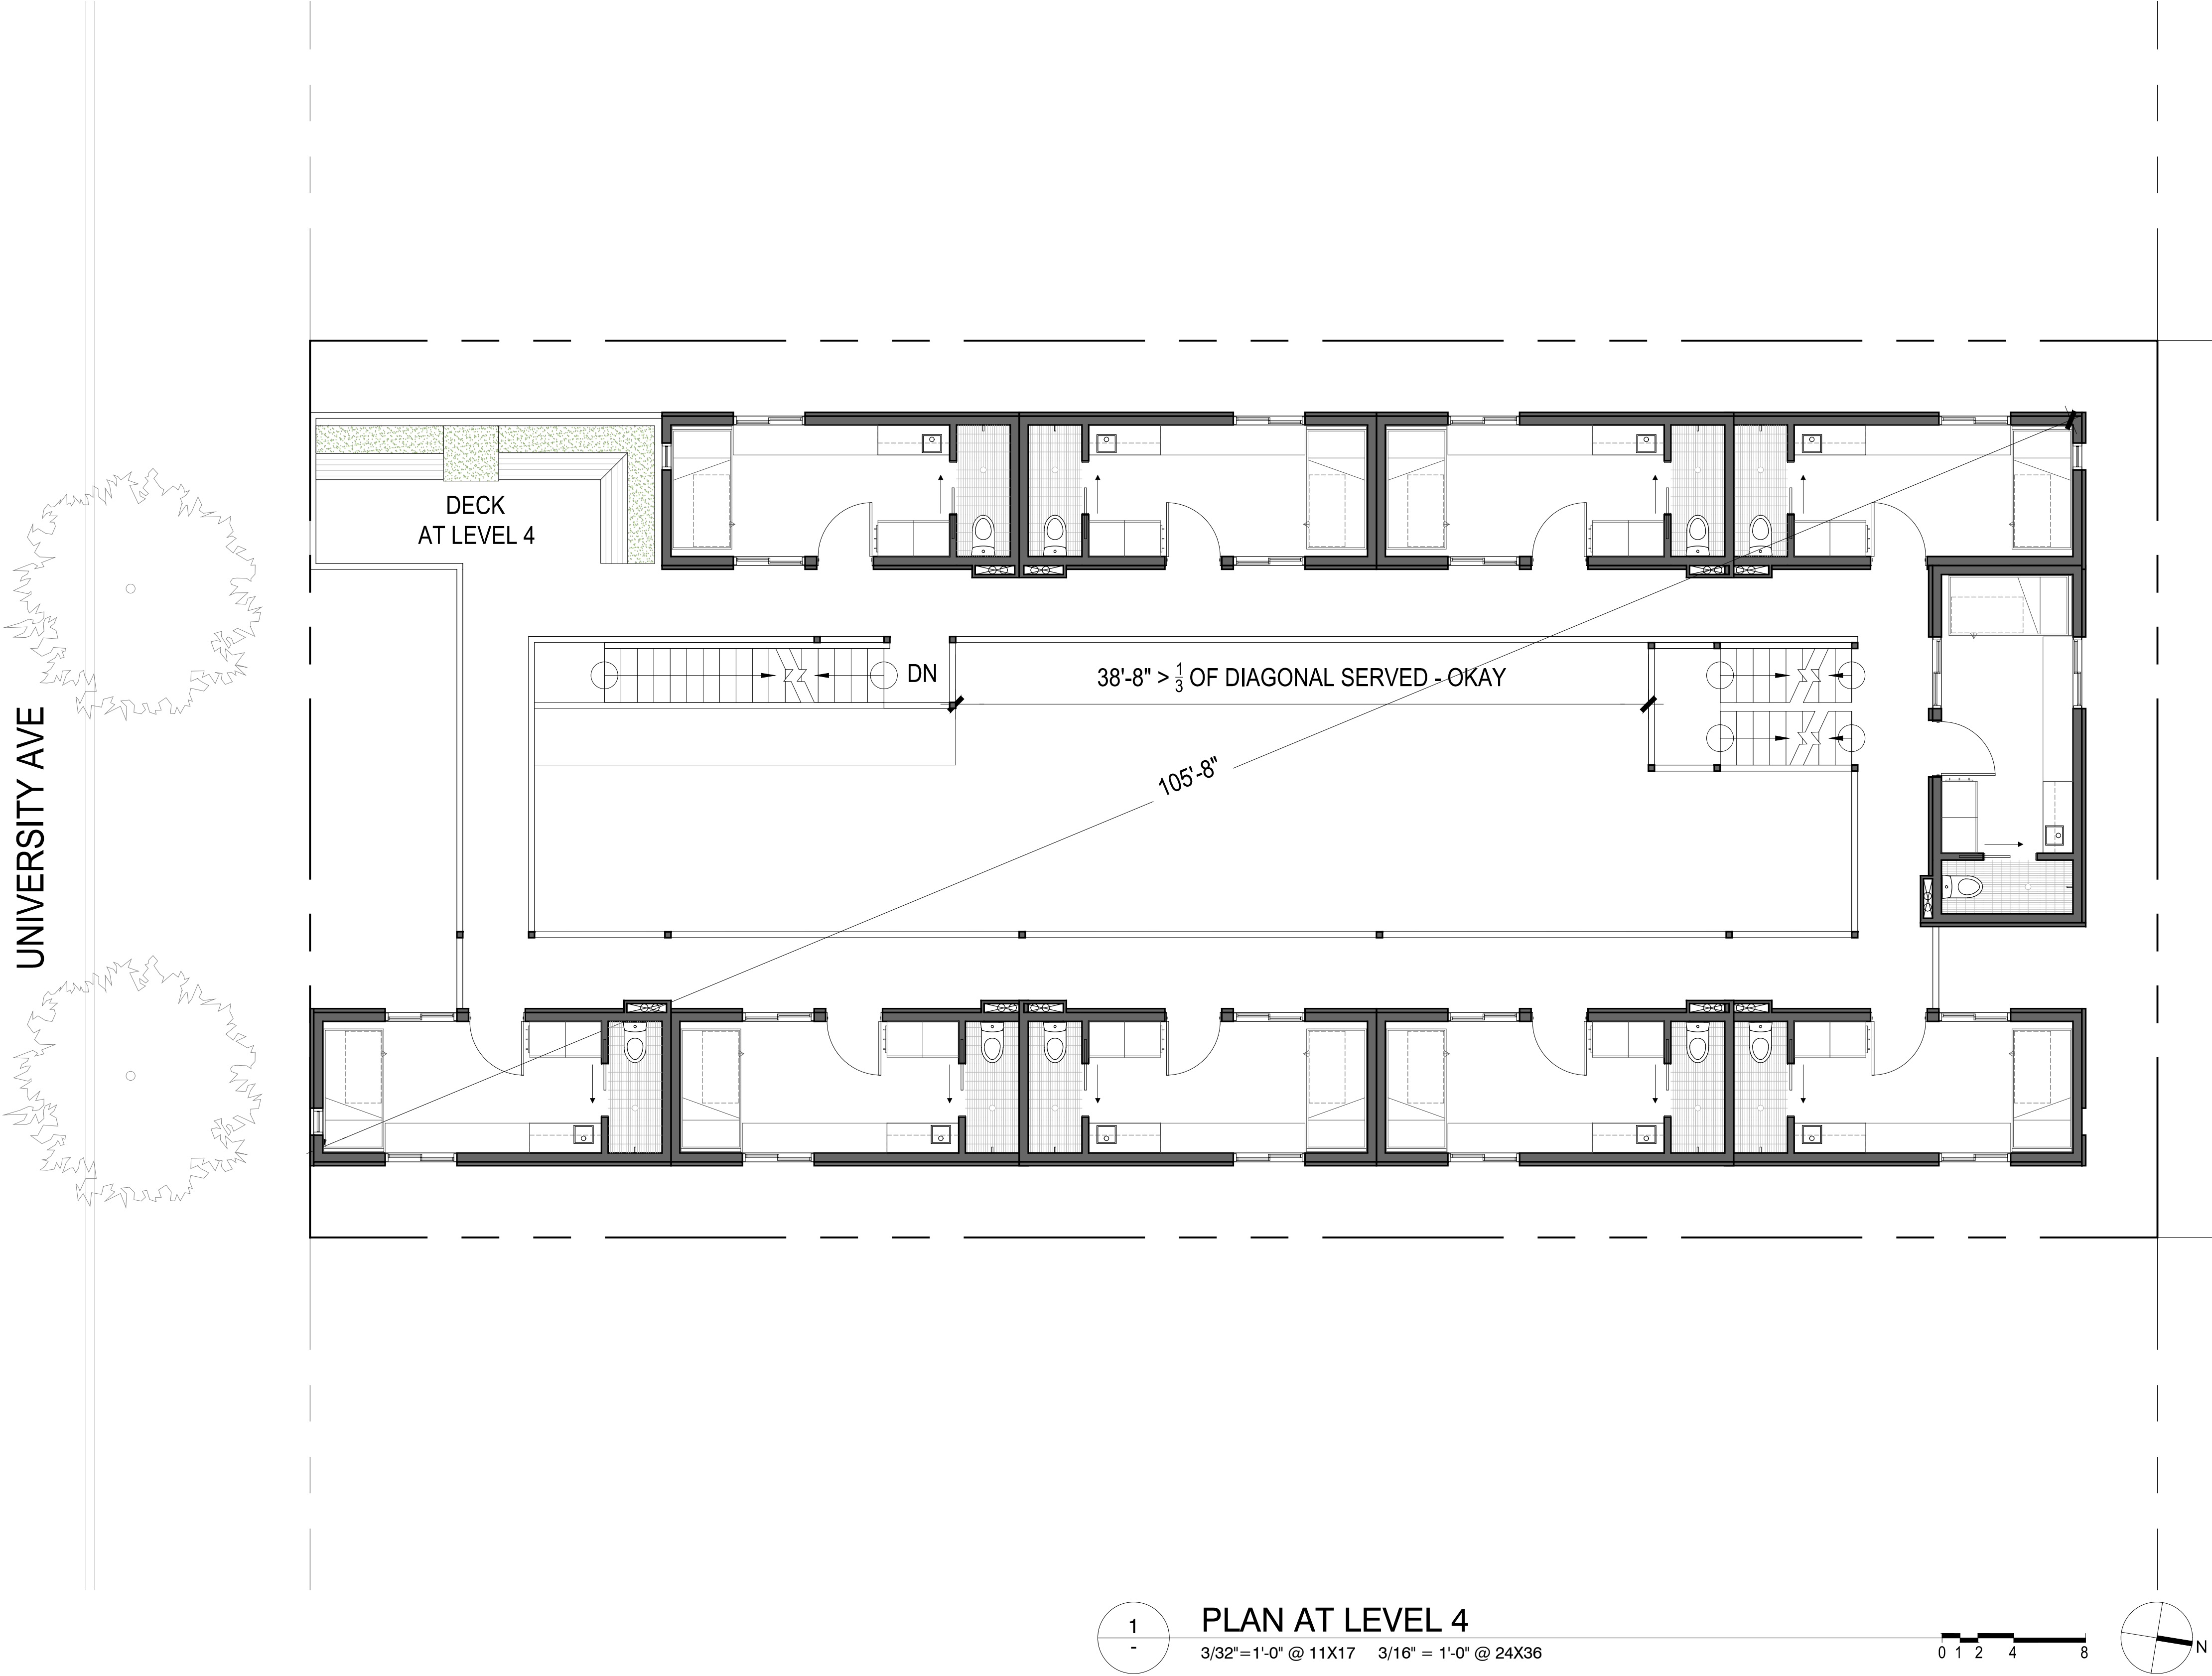 UNIVERSITY AVE
DECK
AT LEVEL 4
DN
38'-8" > 1/3 OF DIAGONAL SERVED - OKAY
105'-8"
1
-
PLAN AT LEVEL 4
3/32"=1'-0" @ 11X17 3/16" = 1'-0" @ 24X36
0 1 2 4 8
N